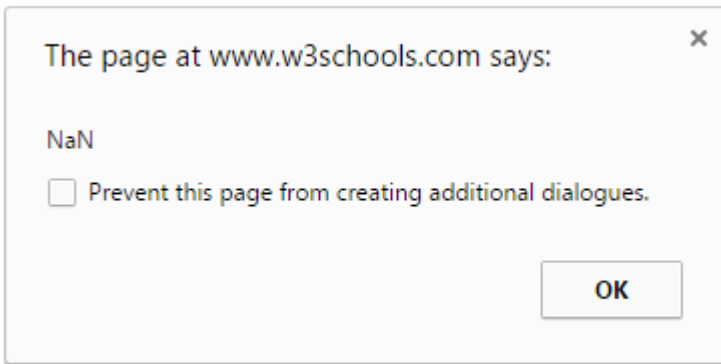 The page at www.w3schools.com says:
NaN
Prevent this page from creating additional dialogues.
OK